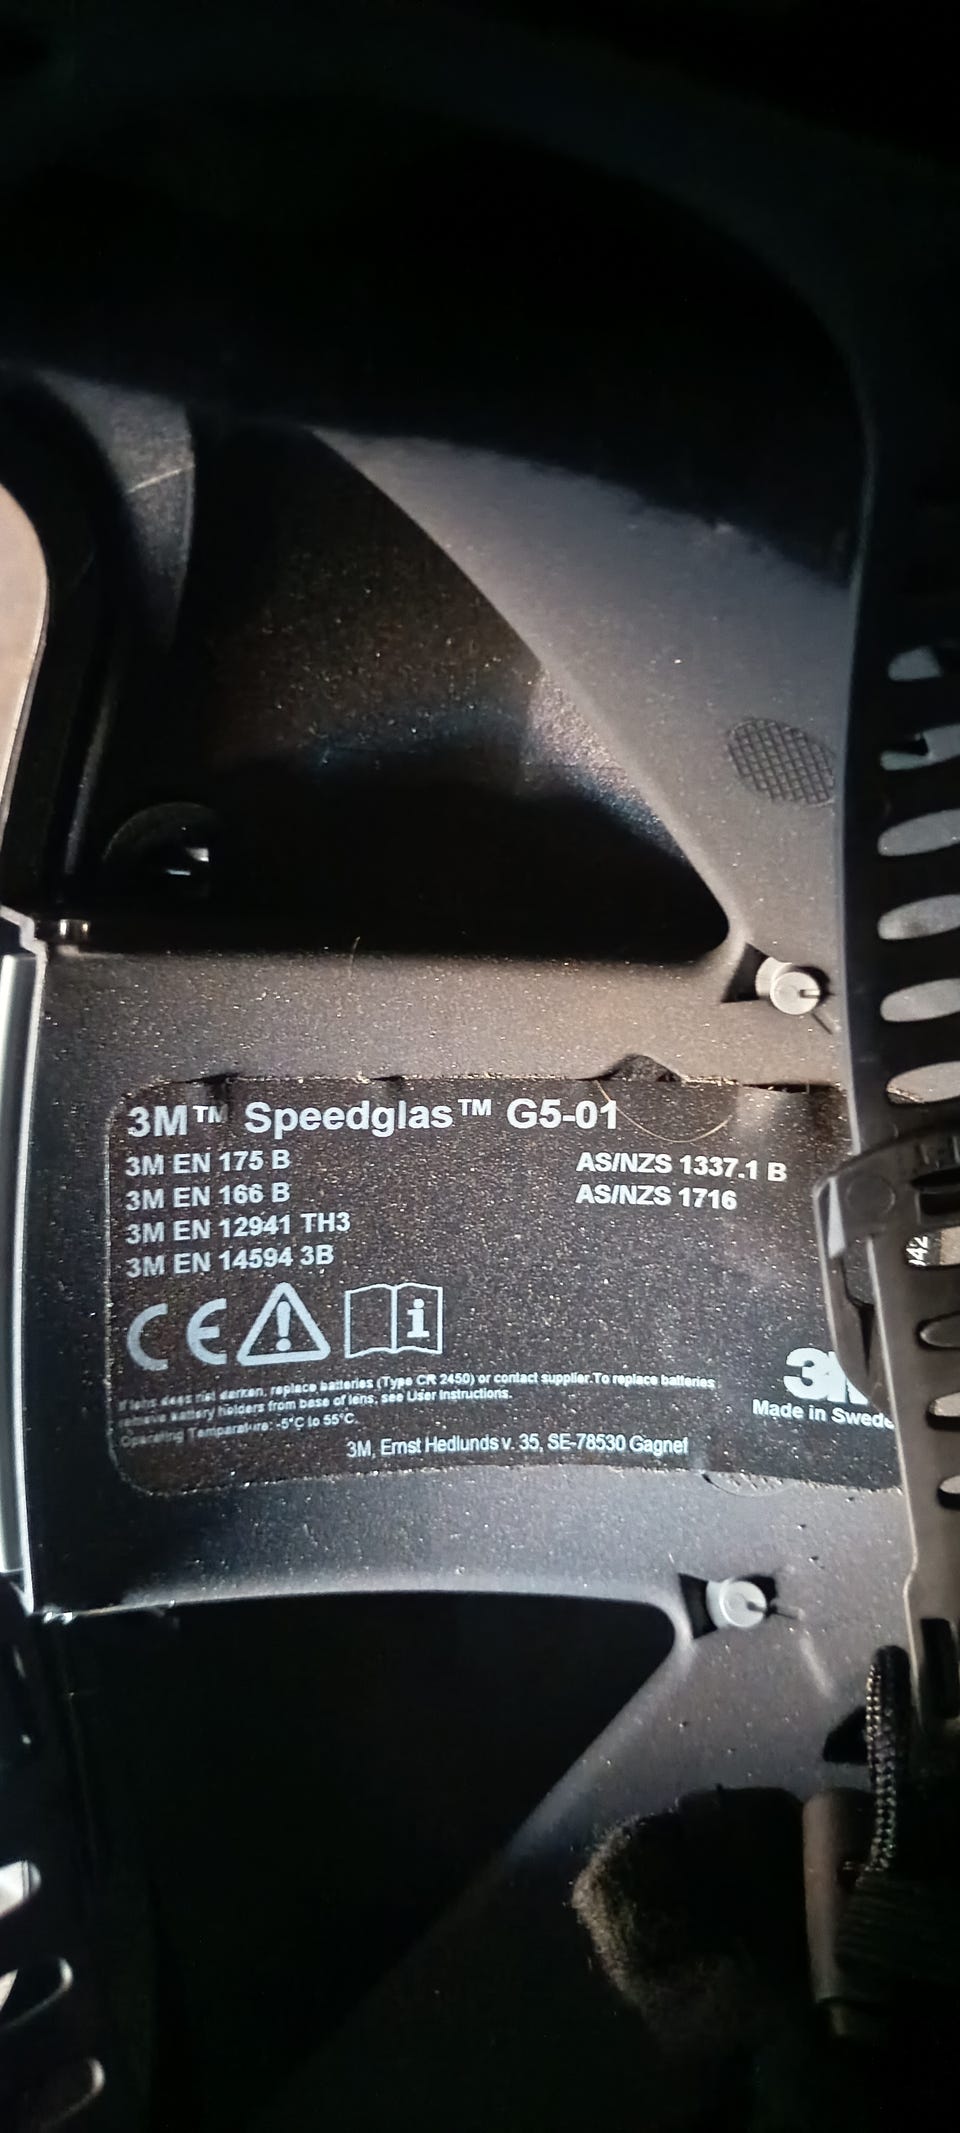 3M™ Speedglas™ G5-01
3M EN 175 B
3M EN 166 B
3M EN 12941 TH3
3M EN 14594 3B
AS/NZS 1337.1 B
AS/NZS 1716
CE
i
If lens does not darken, replace batteries (Type CR 2450) or contact supplier.To replace batteries
remove battery holders from base of lens, see User Instructions.
Operating Temperature: -5°C to 55°C.
3M
Made in Swede
3M, Ernst Hedlunds v. 35, SE-78530 Gagnef
42